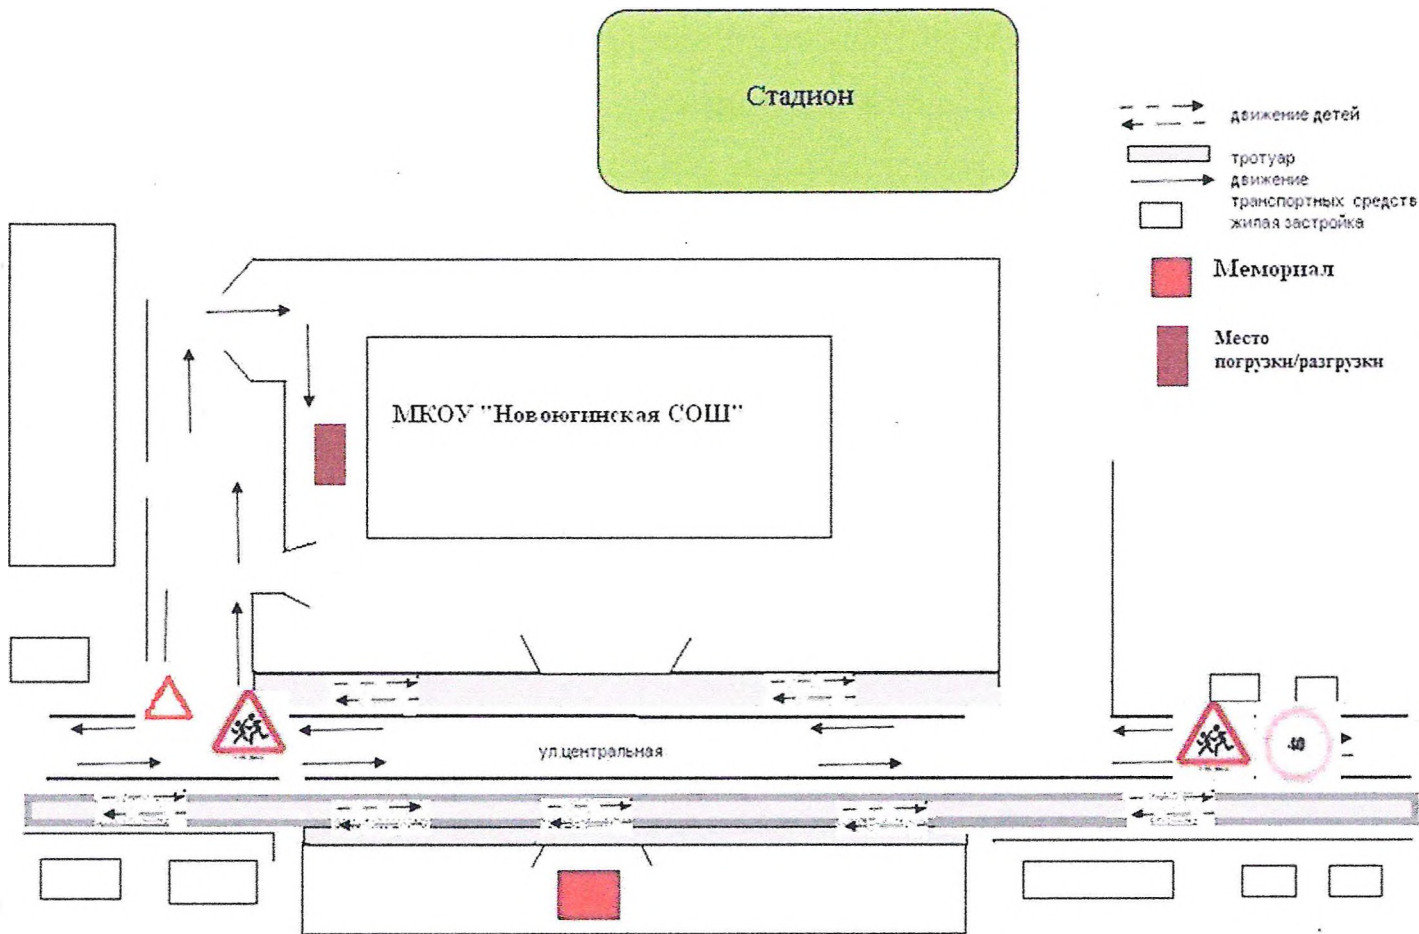 Стадион
движение детей
тротуар
движение
транспортных средств
жилая застройка
Мемориал
Место
погрузки/разгрузки
МКОУ "Новоюгинская СОШ"
ул.центральная
40